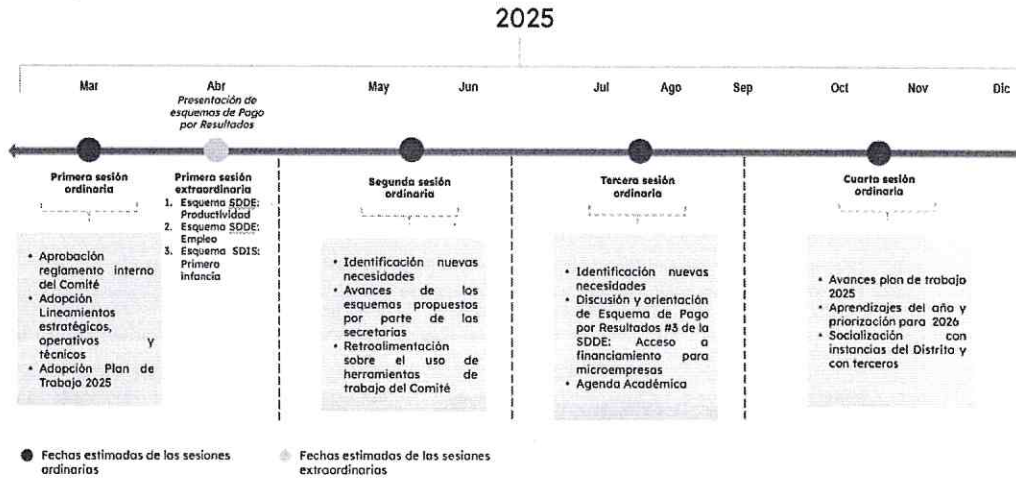 2025
Mar
Abr
May
Jun
Jul
Ago
Sep
Oct
Nov
Dic
Presentación de
esquemas de Pago
por Resultados
Primera sesión
ordinaria
• Aprobación
reglamento interno
del Comité
• Adopción
Lineamientos
estratégicos,
operativos y
técnicos
• Adopción Plan de
Trabajo 2025
Primera sesión
extraordinaria
1. Esquema SDDE:
Productividad
2. Esquema SDDE:
Empleo
3. Esquema SDIS:
Primera
infancia
Segunda sesión
ordinaria
• Identificación nuevas
necesidades
• Avances de los
esquemas propuestos
por parte de las
secretarias
• Retroalimentación
sobre el uso de
herramientas de
trabajo del Comité
Tercera sesión
ordinaria
• Identificación nuevas
necesidades
• Discusión y orientación
de Esquema de Pago
por Resultados #3 de la
SDDE: Acceso a
financiamiento para
microempresas
• Agenda Académica
Cuarta sesión
ordinaria
• Avances plan de trabajo
2025
• Aprendizajes del año y
priorización para 2026
• Socialización con
instancias del Distrito y
con terceros
Fechas estimadas de las sesiones
ordinarias
Fechas estimadas de las sesiones
extraordinarias